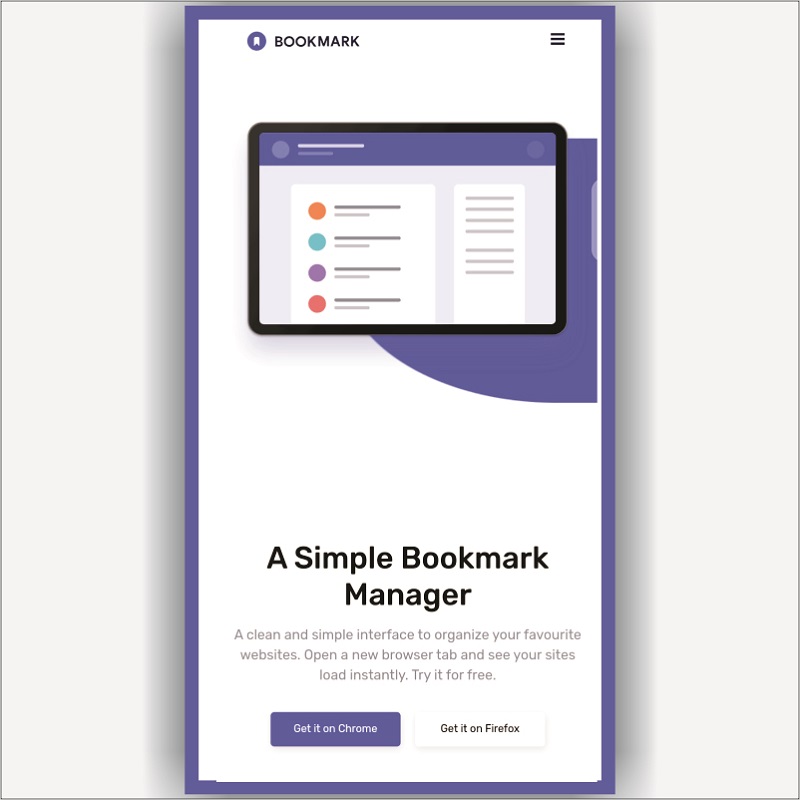 BOOKMARK
A Simple Bookmark
Manager
A clean and simple interface to organize your favourite
websites. Open a new browser tab and see your sites
load instantly. Try it for free.
Get it on Chrome
Get it on Firefox